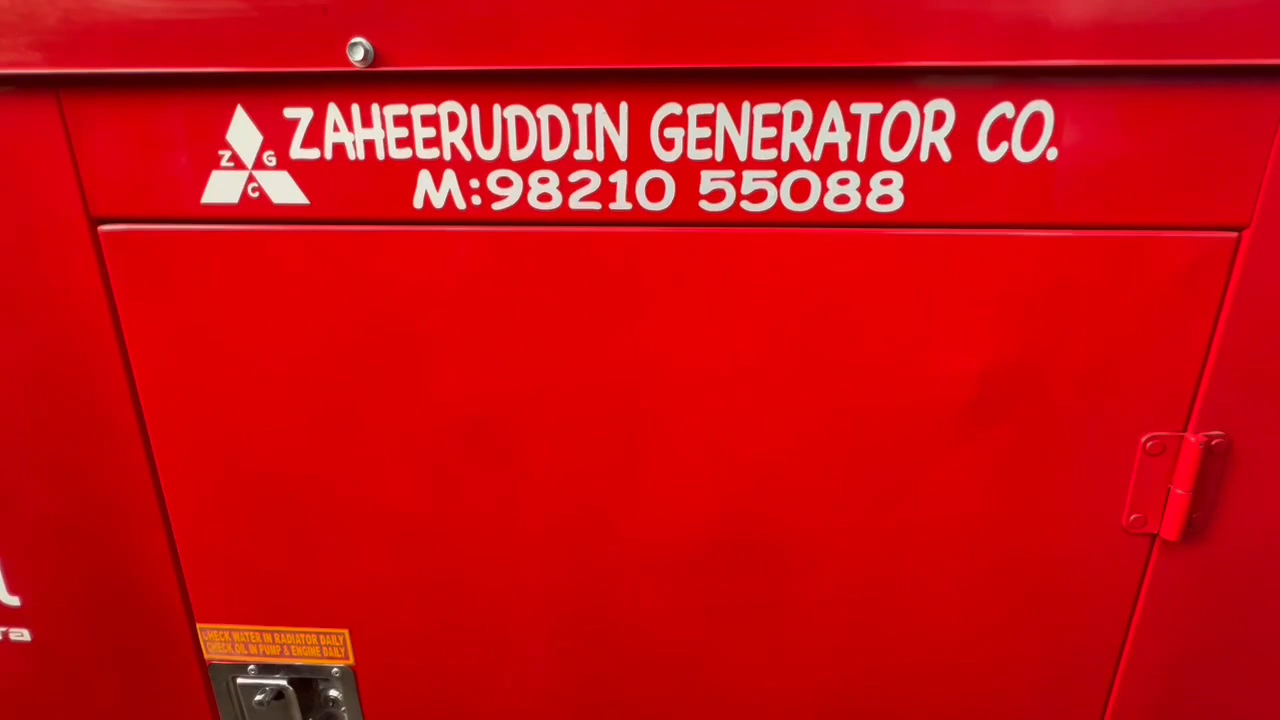 ZAHEERUDDIN GENERATOR CO.
Z G
C
M:98210 55088
CHECK WATER IN RADIATOR DAILY
CHECK OIL IN PUMP & ENGINE DAILY